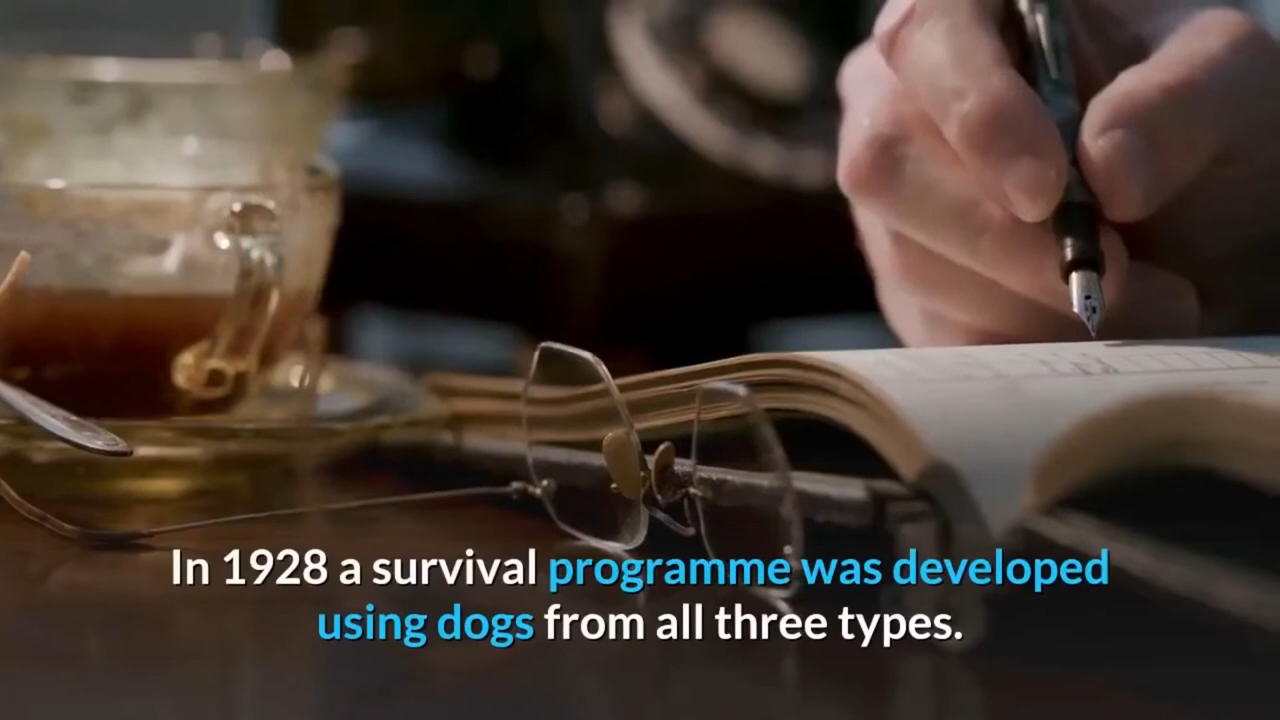 In 1928 a survival programme was developed
using dogs from all three types.